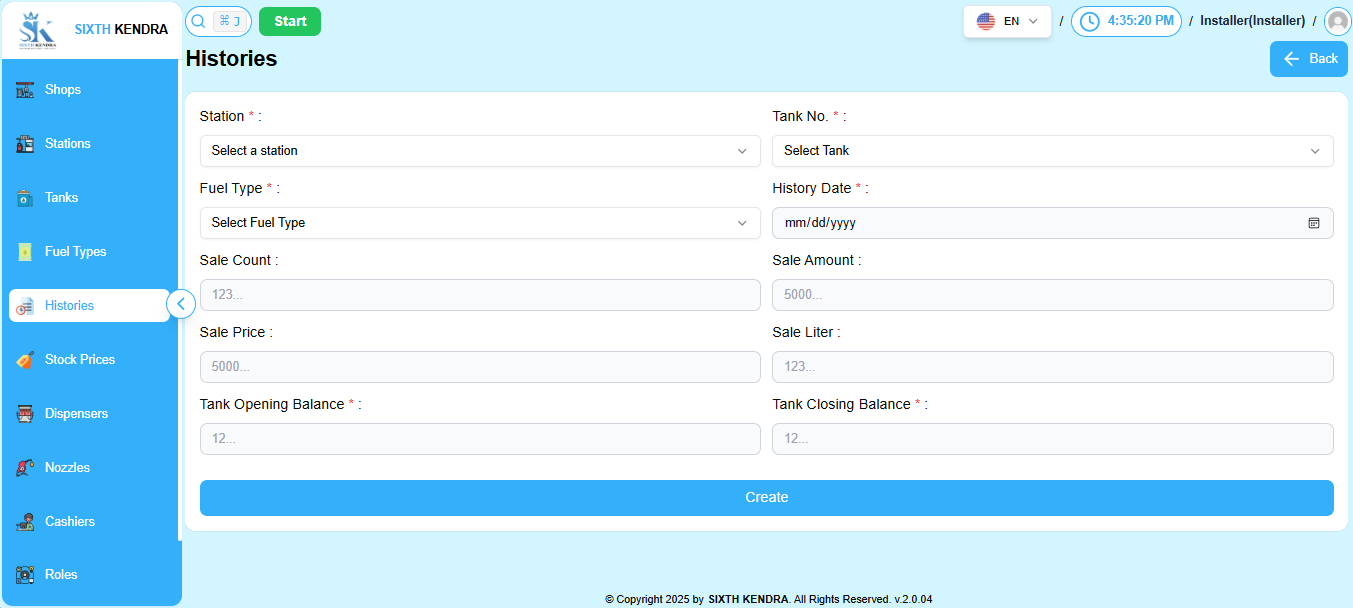 SIXTH KENDRA
⌘ J
Start
EN
/
4:35:20 PM
/
Installer(Installer)
/
Histories
Back
Shops
Stations
Tanks
Fuel Types
Histories
Stock Prices
Dispensers
Nozzles
Cashiers
Roles
Station * :
Tank No. * :
Select a station
Select Tank
Fuel Type * :
History Date * :
Select Fuel Type
mm/dd/yyyy
Sale Count :
Sale Amount :
123...
5000...
Sale Price :
Sale Liter :
5000...
123...
Tank Opening Balance * :
Tank Closing Balance * :
12...
12...
Create
© Copyright 2025 by SIXTH KENDRA. All Rights Reserved. v.2.0.04